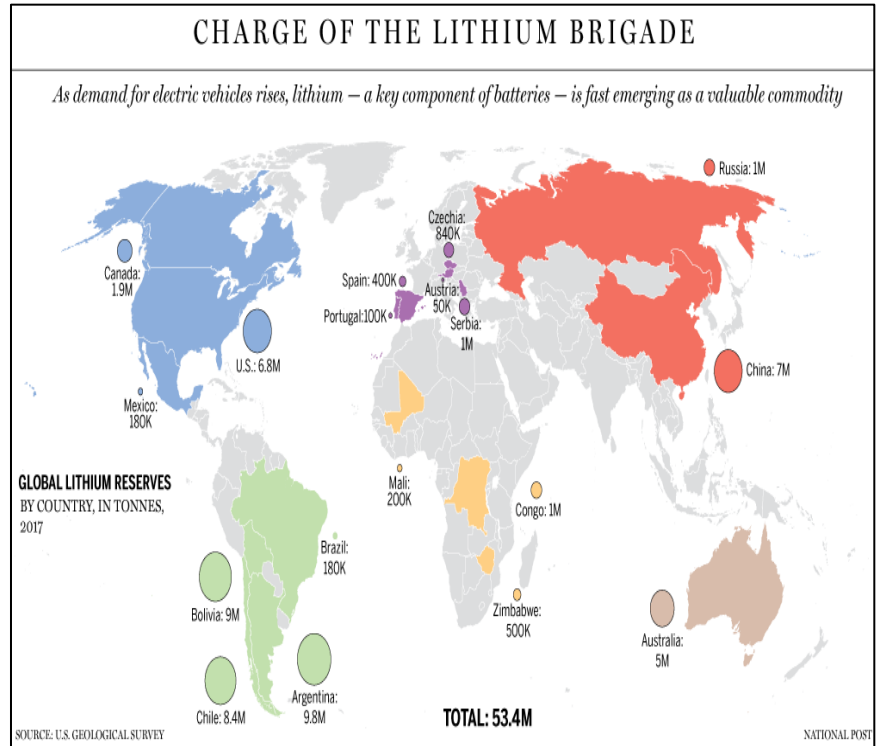 CHARGE OF THE LITHIUM BRIGADE
As demand for electric vehicles rises, lithium — a key component of batteries — is fast emerging as a valuable commodity
Russia: 1M
Czechia:
840K
Canada:
1.9M
Spain: 400K
Austria:
50K
Portugal:100K
Serbia:
1M
U.S.: 6.8M
China: 7M
Mexico:
180K
GLOBAL LITHIUM RESERVES
BY COUNTRY, IN TONNES,
2017
Mali:
200K
Congo: 1M
Brazil:
180K
Bolivia: 9M
Zimbabwe:
500K
Australia:
5M
Chile: 8.4M
Argentina:
9.8M
TOTAL: 53.4M
SOURCE: U.S. GEOLOGICAL SURVEY
NATIONAL POST